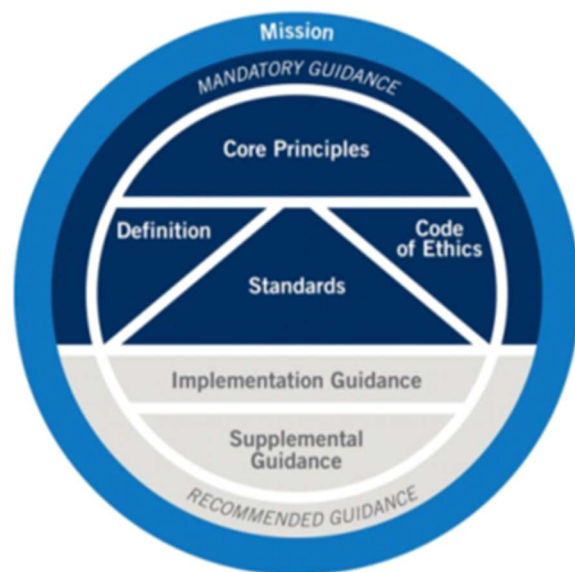 Mission
MANDATORY GUIDANCE
Core Principles
Definition
Code
of Ethics
Standards
Implementation Guidance
Supplemental
Guidance
RECOMMENDED GUIDANCE